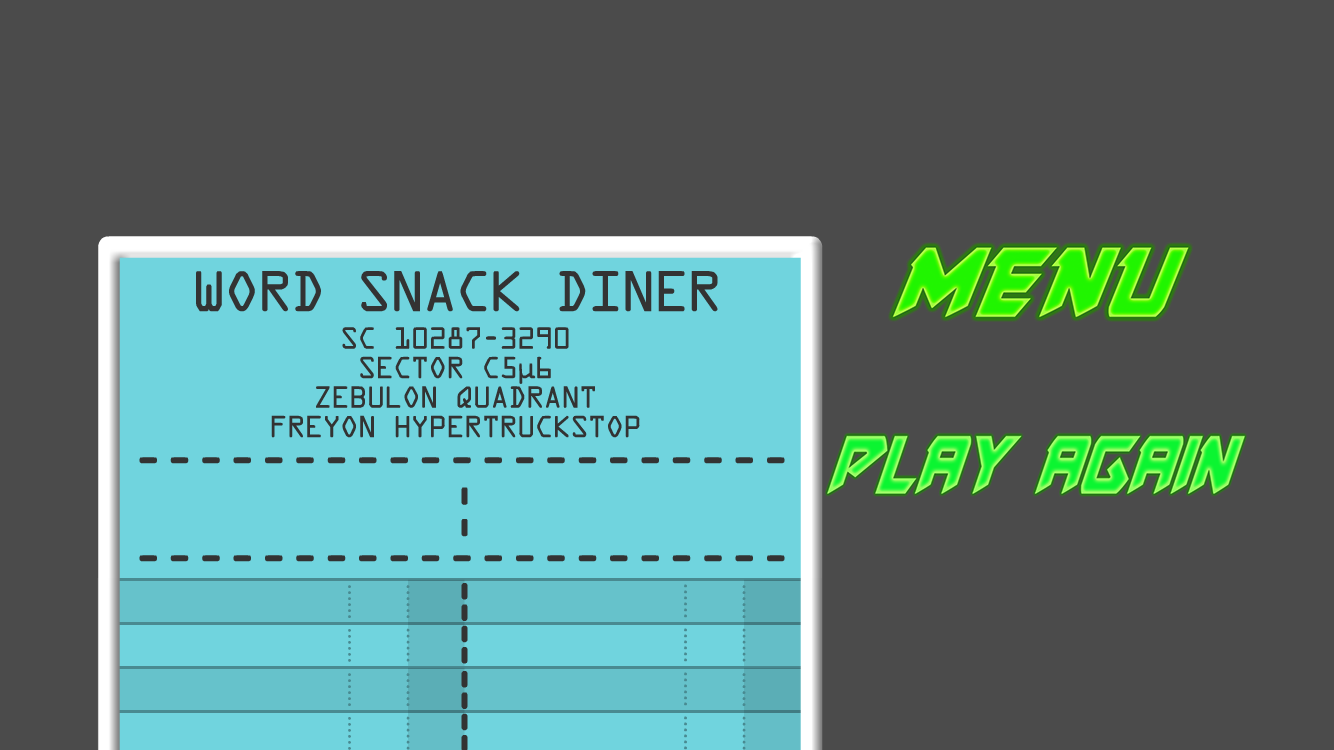 WORD SNACK DINER
SC 10287-3290
SECTOR C5µ6
ZEBULON QUADRANT
FREYON HYPERTRUCKSTOP
MENU
PLAY AGAIN